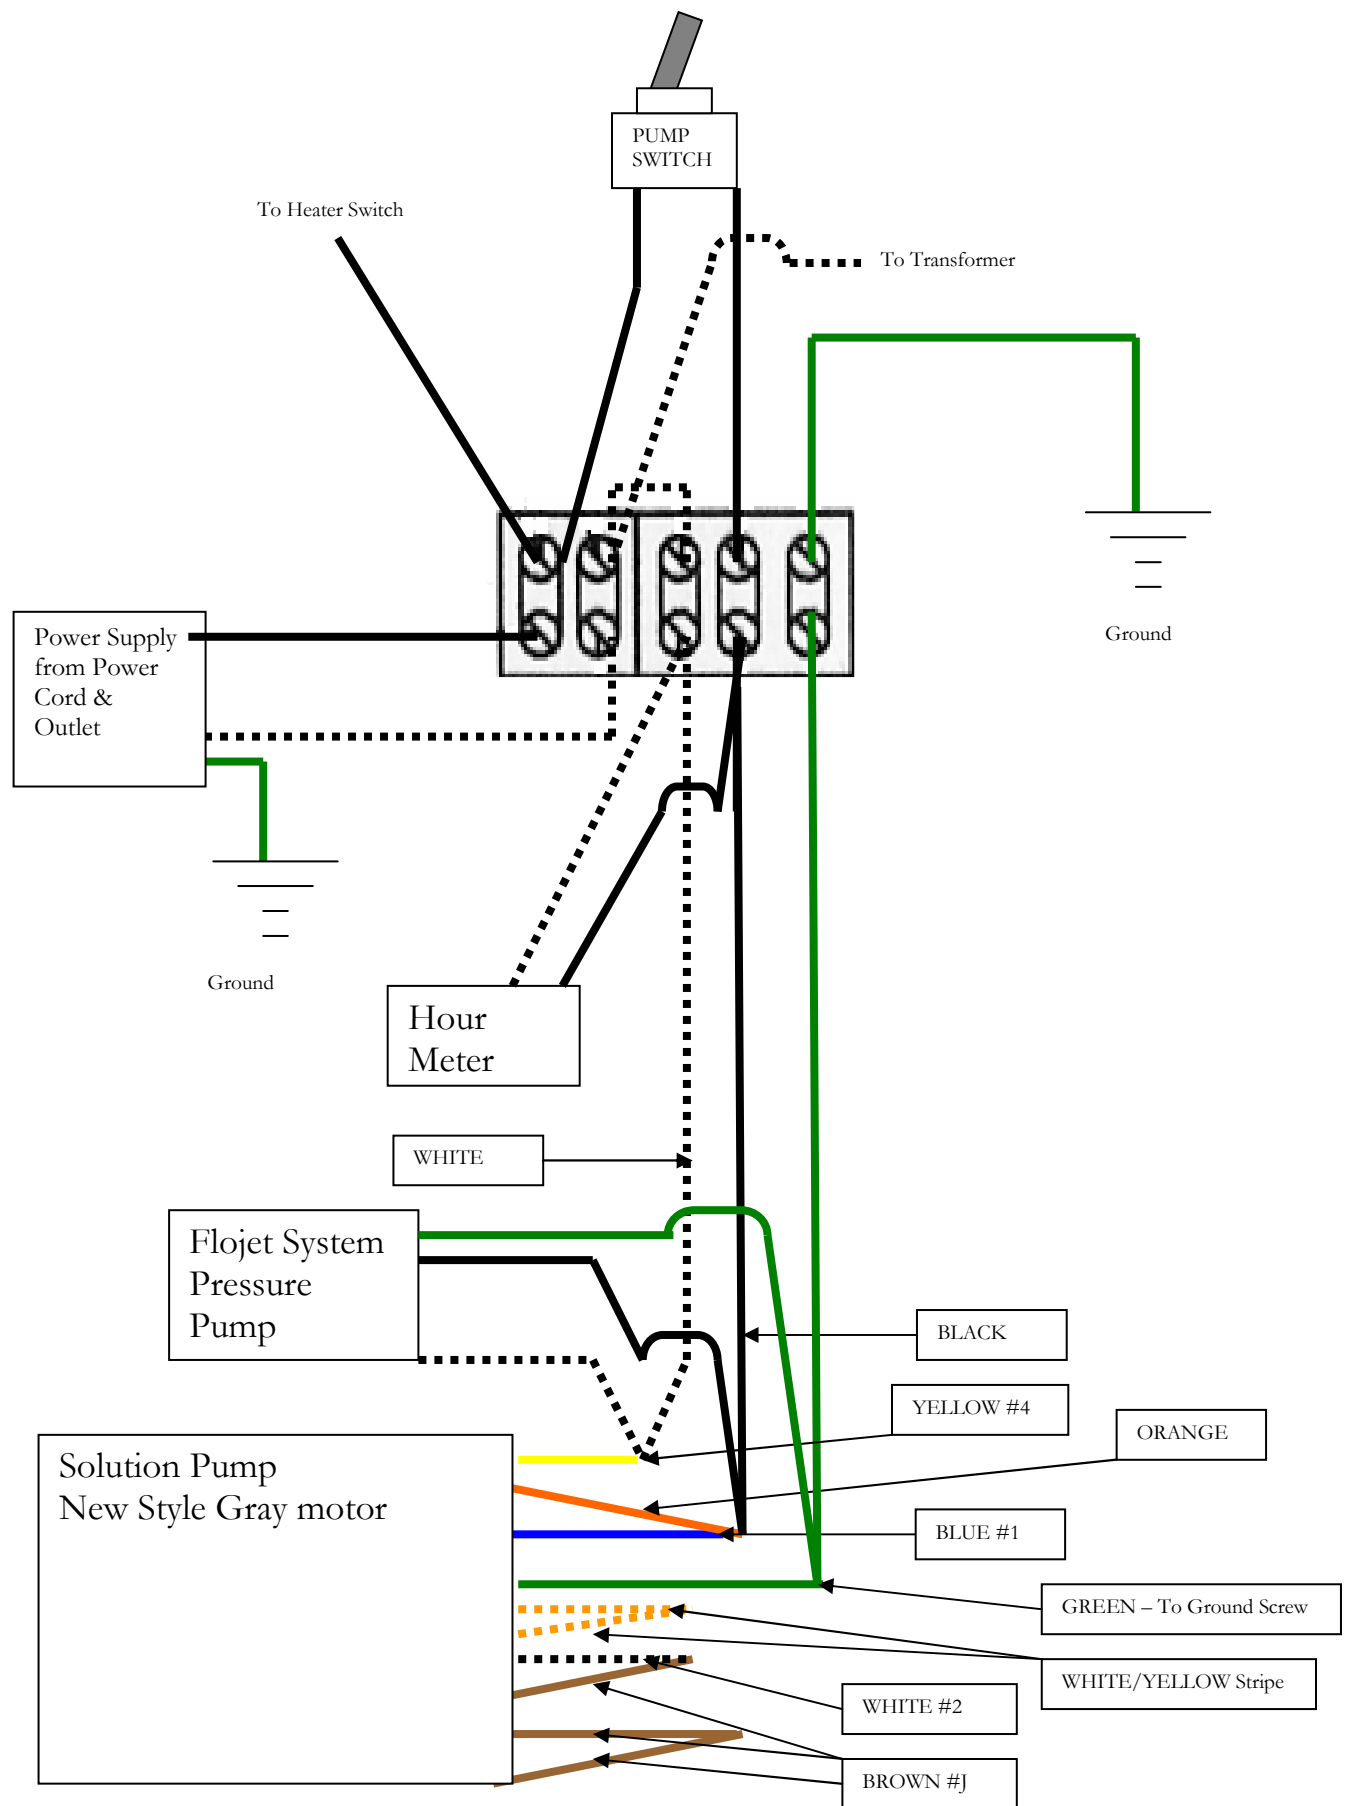 PUMP
SWITCH
To Heater Switch
To Transformer
Power Supply
from Power
Cord &
Outlet
Ground
Ground
Hour
Meter
WHITE
Flojet System
Pressure
Pump
BLACK
YELLOW #4
ORANGE
Solution Pump
New Style Gray motor
BLUE #1
GREEN – To Ground Screw
WHITE/YELLOW Stripe
WHITE #2
BROWN #J